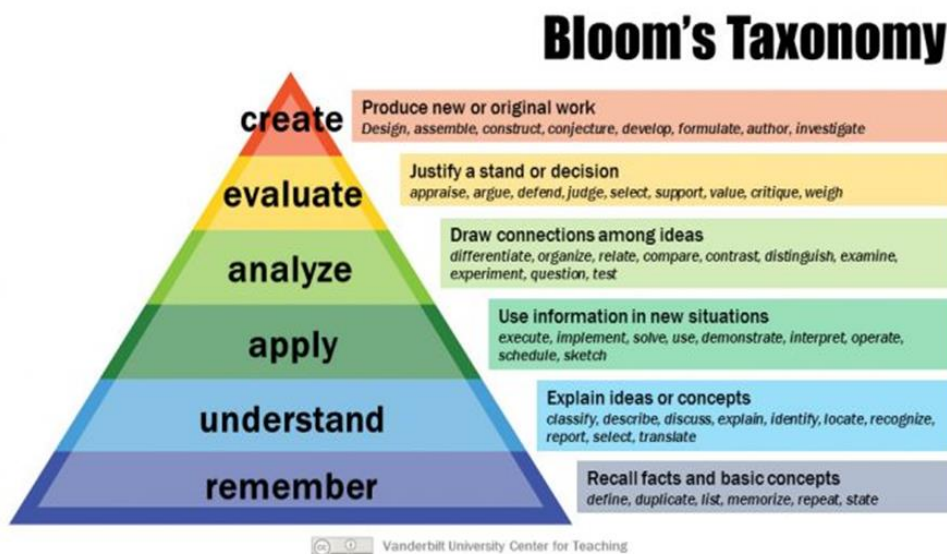 Bloom's Taxonomy
create
Produce new or original work
Design, assemble, construct, conjecture, develop, formulate, author, investigate
evaluate
Justify a stand or decision
appraise, argue, defend, judge, select, support, value, critique, weigh
analyze
Draw connections among ideas
differentiate, organize, relate, compare, contrast, distinguish, examine,
experiment, question, test
apply
Use information in new situations
execute, implement, solve, use, demonstrate, interpret, operate,
schedule, sketch
understand
Explain ideas or concepts
classify, describe, discuss, explain, identify, locate, recognize,
report, select, translate
remember
Recall facts and basic concepts
define, duplicate, list, memorize, repeat, state
cc
Vanderbilt University Center for Teaching